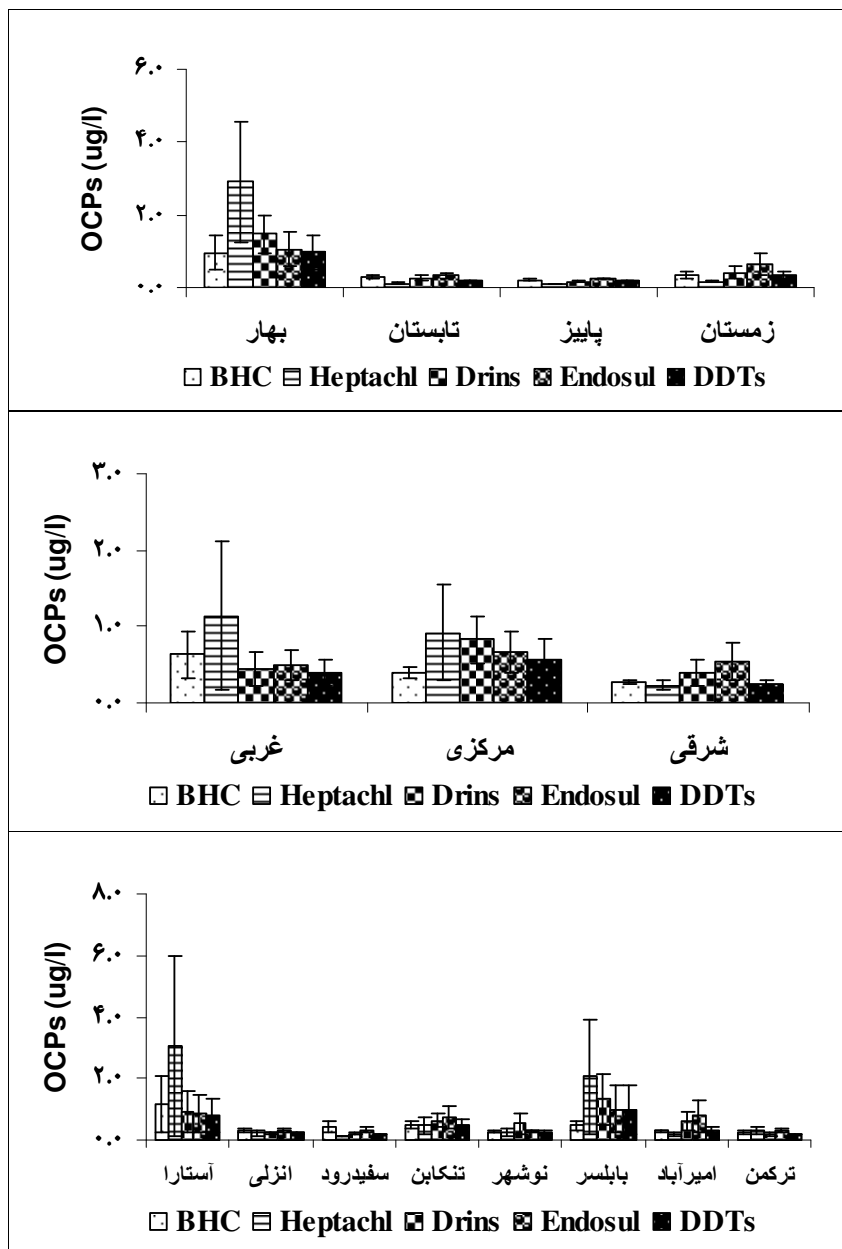 OCPs (ug/l)
۶.۰
۴.۰
۲.۰
۰.۰
بهار تابستان پاییز زمستان
BHC Heptachl Drins Endosul DDTs
OCPs (ug/l)
۳.۰
۲.۰
۱.۰
۰.۰
غربی مرکزی شرقی
BHC Heptachl Drins Endosul DDTs
OCPs (ug/l)
۸.۰
۶.۰
۴.۰
۲.۰
۰.۰
آستارا انزلی سفیدرود تنکابن نوشهر بابلسر امیرآباد ترکمن
BHC Heptachl Drins Endosul DDTs